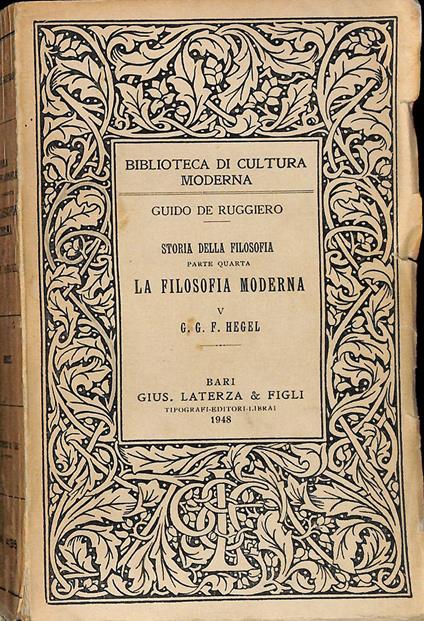 BIBLIOTECA DI CULTURA
MODERNA
GUIDO DE RUGGIERO
STORIA DELLA FILOSOFIA
PARTE QUARTA
LA FILOSOFIA MODERNA
V
G. G. F. HEGEL
BARI
GIUS. LATERZA & FIGLI
TIPOGRAFI-EDITORI-LIBRAI
1948